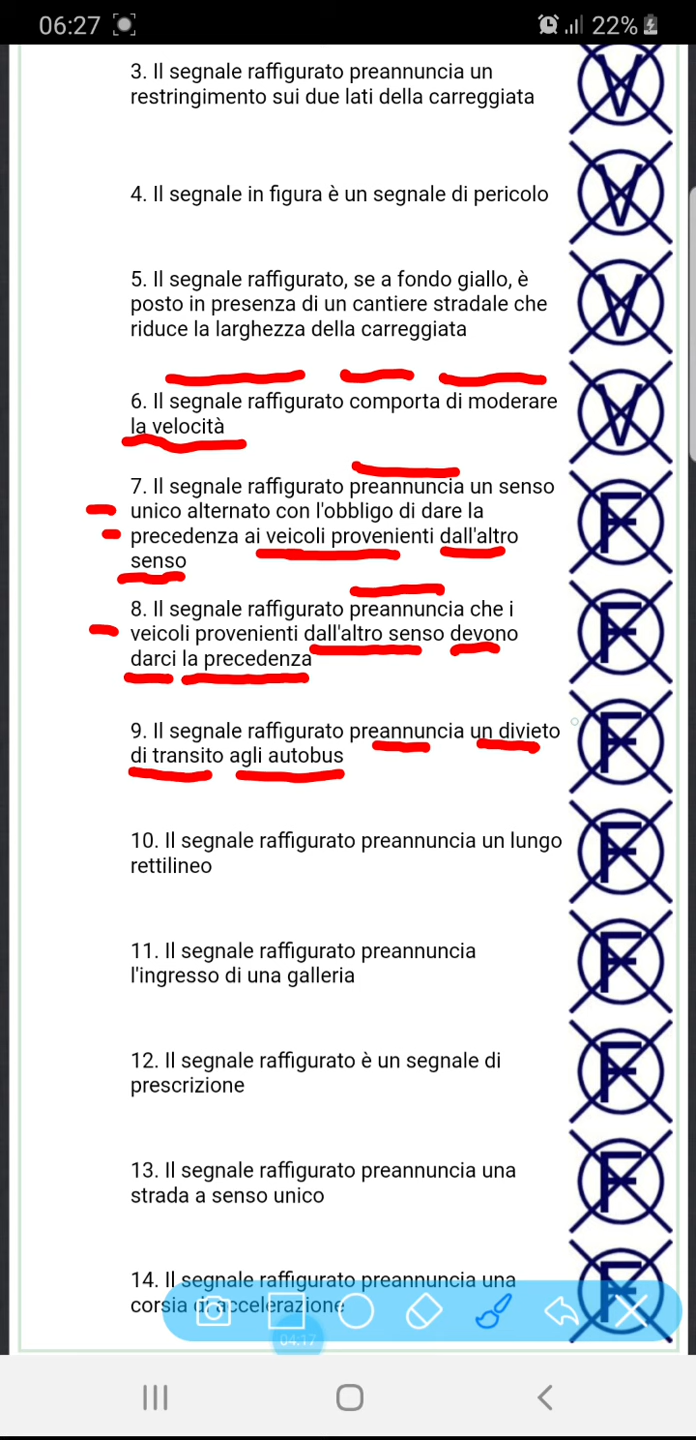 06:27
22%
3. Il segnale raffigurato preannuncia un
restringimento sui due lati della carreggiata
V
4. Il segnale in figura è un segnale di pericolo
V
5. Il segnale raffigurato, se a fondo giallo, è
posto in presenza di un cantiere stradale che
riduce la larghezza della carreggiata
V
6. Il segnale raffigurato comporta di moderare
la velocità
V
7. Il segnale raffigurato preannuncia un senso
unico alternato con l'obbligo di dare la
precedenza ai veicoli provenienti dall'altro
senso
F
8. Il segnale raffigurato preannuncia che i
veicoli provenienti dall'altro senso devono
darci la precedenza
F
9. Il segnale raffigurato preannuncia un divieto
di transito agli autobus
F
10. Il segnale raffigurato preannuncia un lungo
rettilineo
F
11. Il segnale raffigurato preannuncia
l'ingresso di una galleria
F
12. Il segnale raffigurato è un segnale di
prescrizione
F
13. Il segnale raffigurato preannuncia una
strada a senso unico
F
14. Il segnale raffigurato preannuncia una
corsia di accelerazione
F
04:17